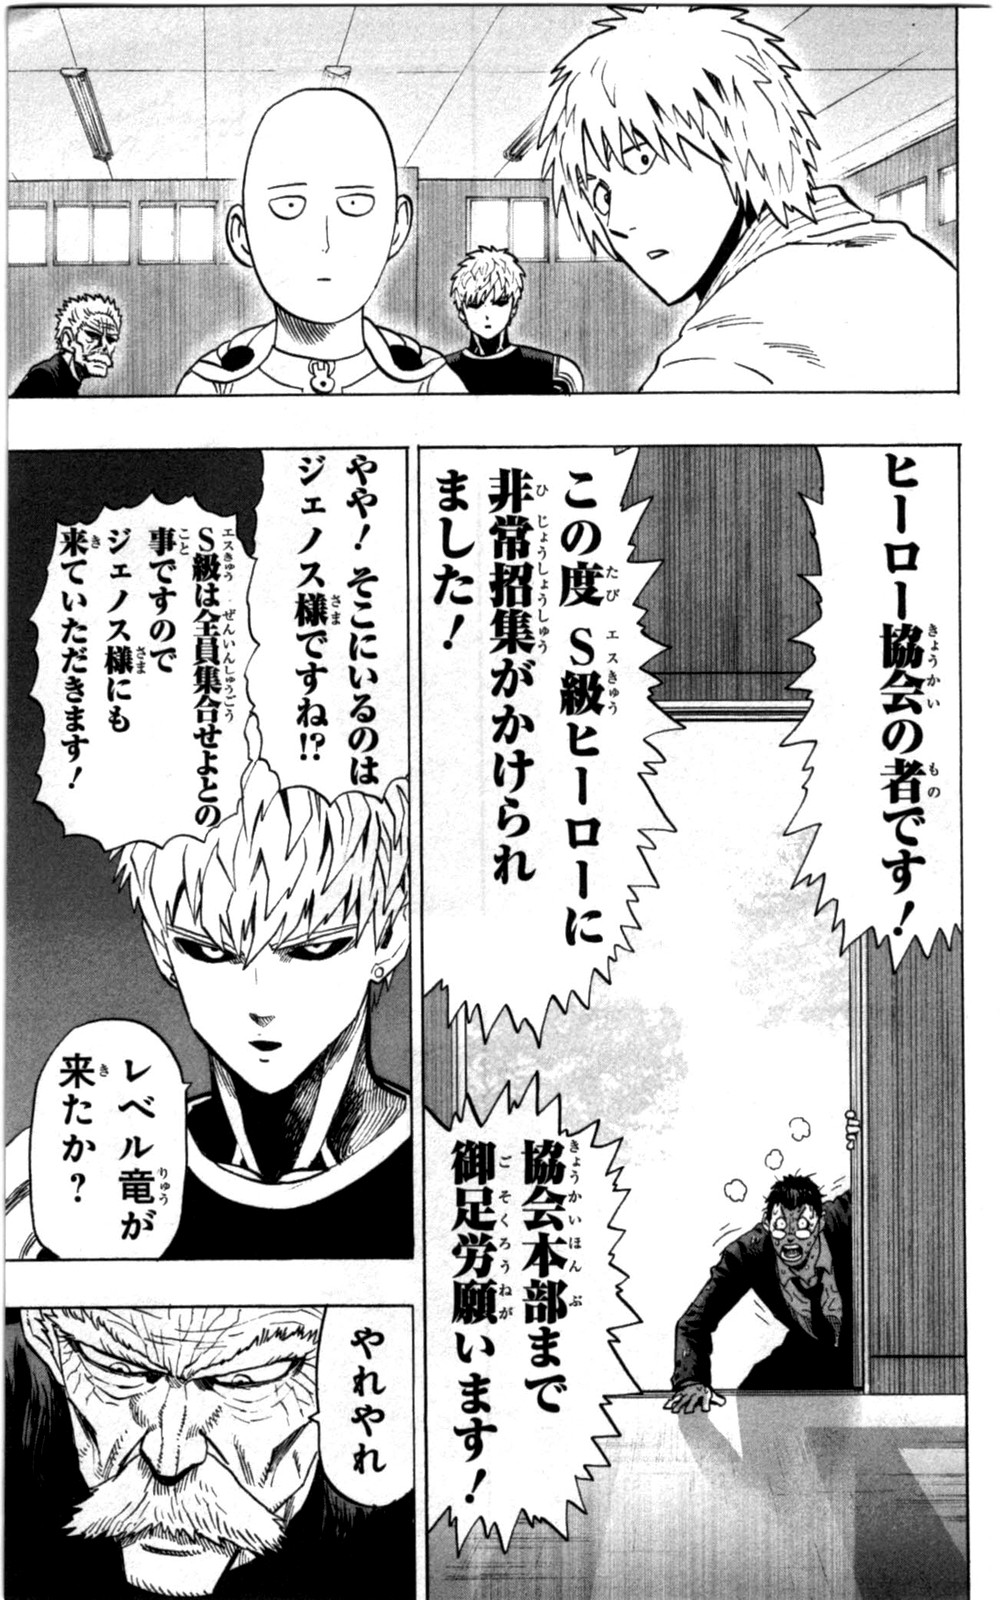 ヒーロー協会の者です!
この度S級ヒーローに
非常招集がかけられ
ました!
協会本部まで
御足労願います!
やや!そこにいるのは
ジェノス様ですね!?
S級は全員集合せよとの
事ですので
ジェノス様にも
来ていただきます!
レベル竜が
来たか?
やれやれ